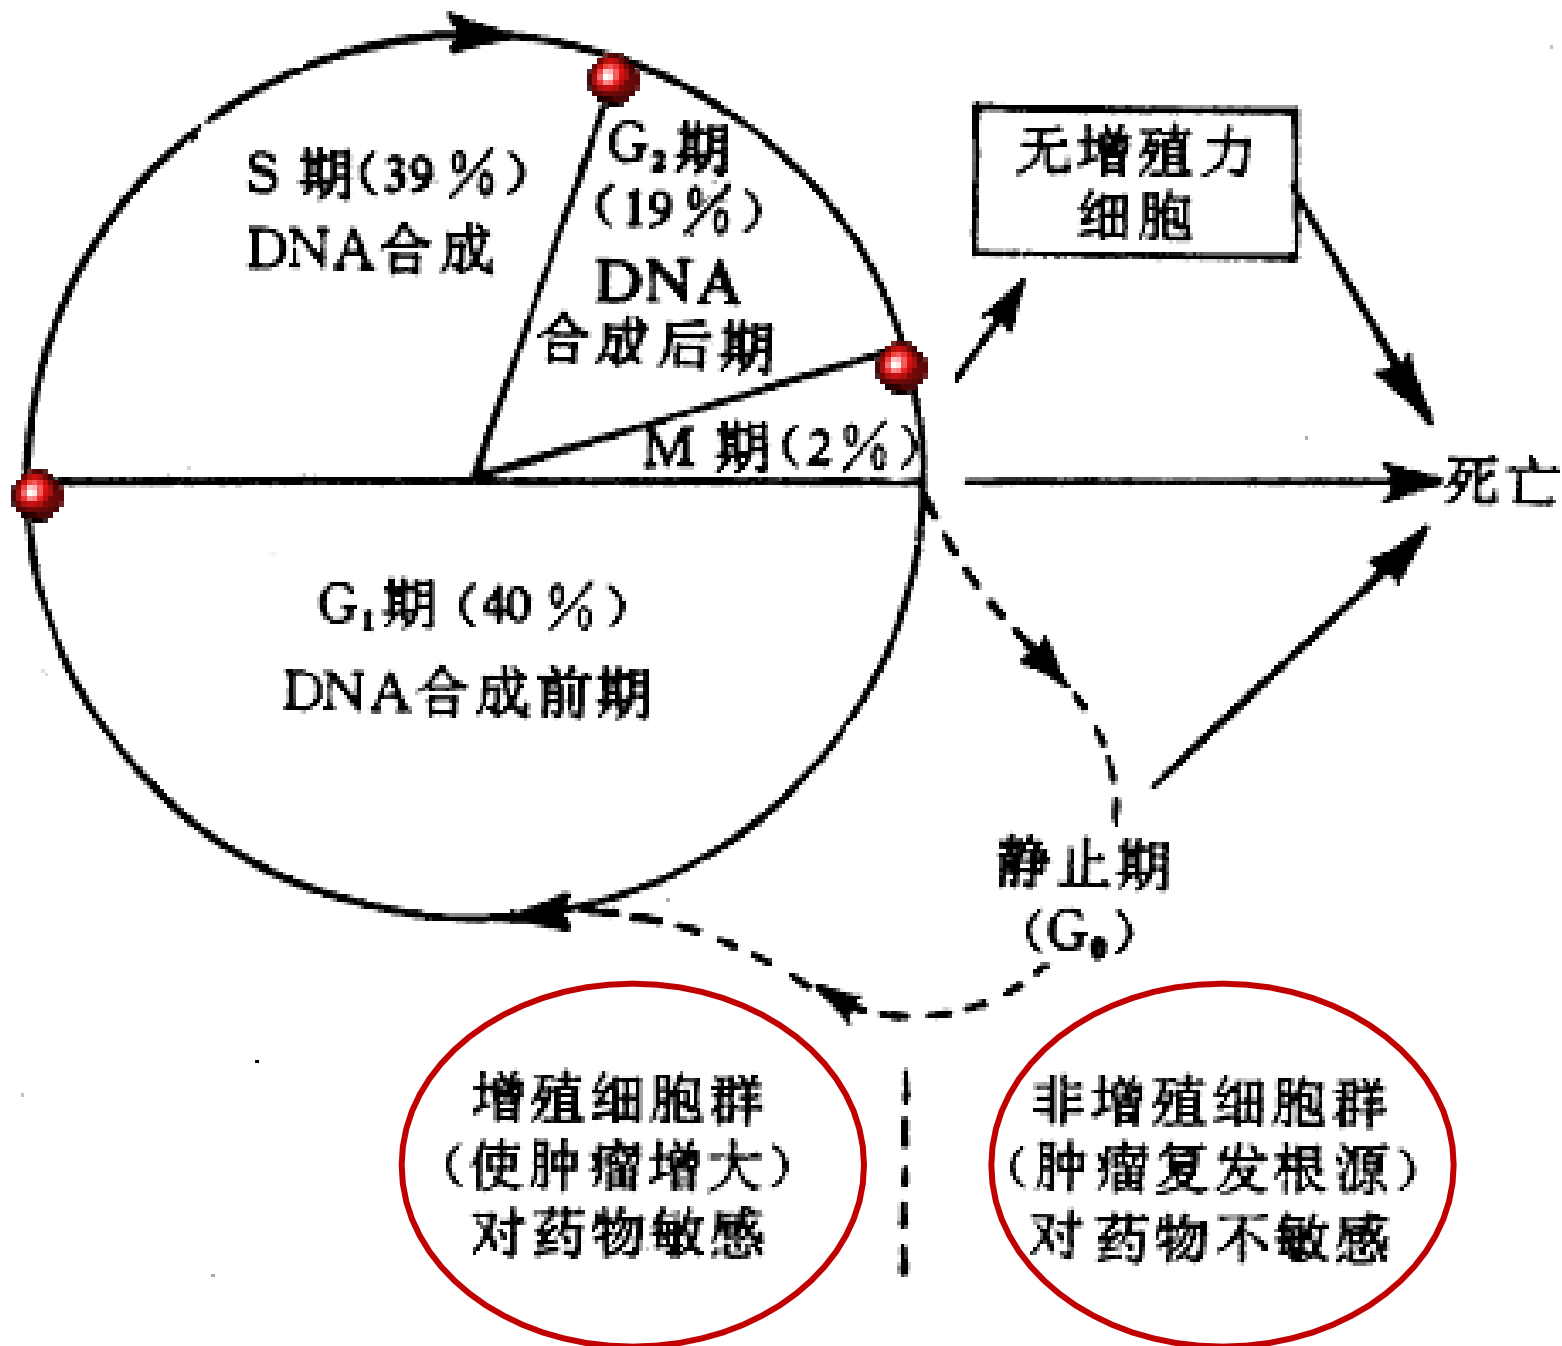 S 期(39%)
DNA合成
G₂期
(19%)
DNA
合成后期
M 期(2%)
G₁期(40%)
DNA合成前期
无增殖力
细胞
死亡
静止期
(G₀)
增殖细胞群
(使肿瘤增大)
对药物敏感
非增殖细胞群
(肿瘤复发根源)
对药物不敏感